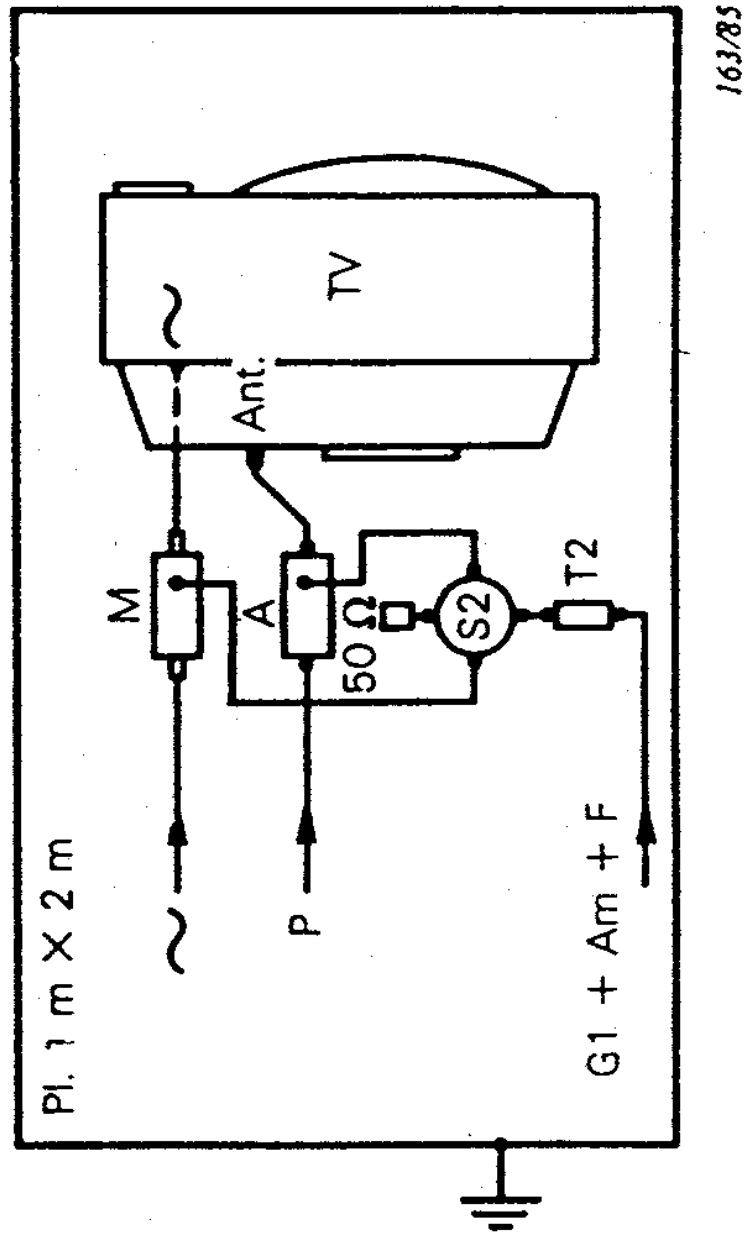 Pl. 1 m X 2 m
~
M
~
TV
Ant.
P
A
50 Ω
S2
T2
G1 + Am + F
163/85